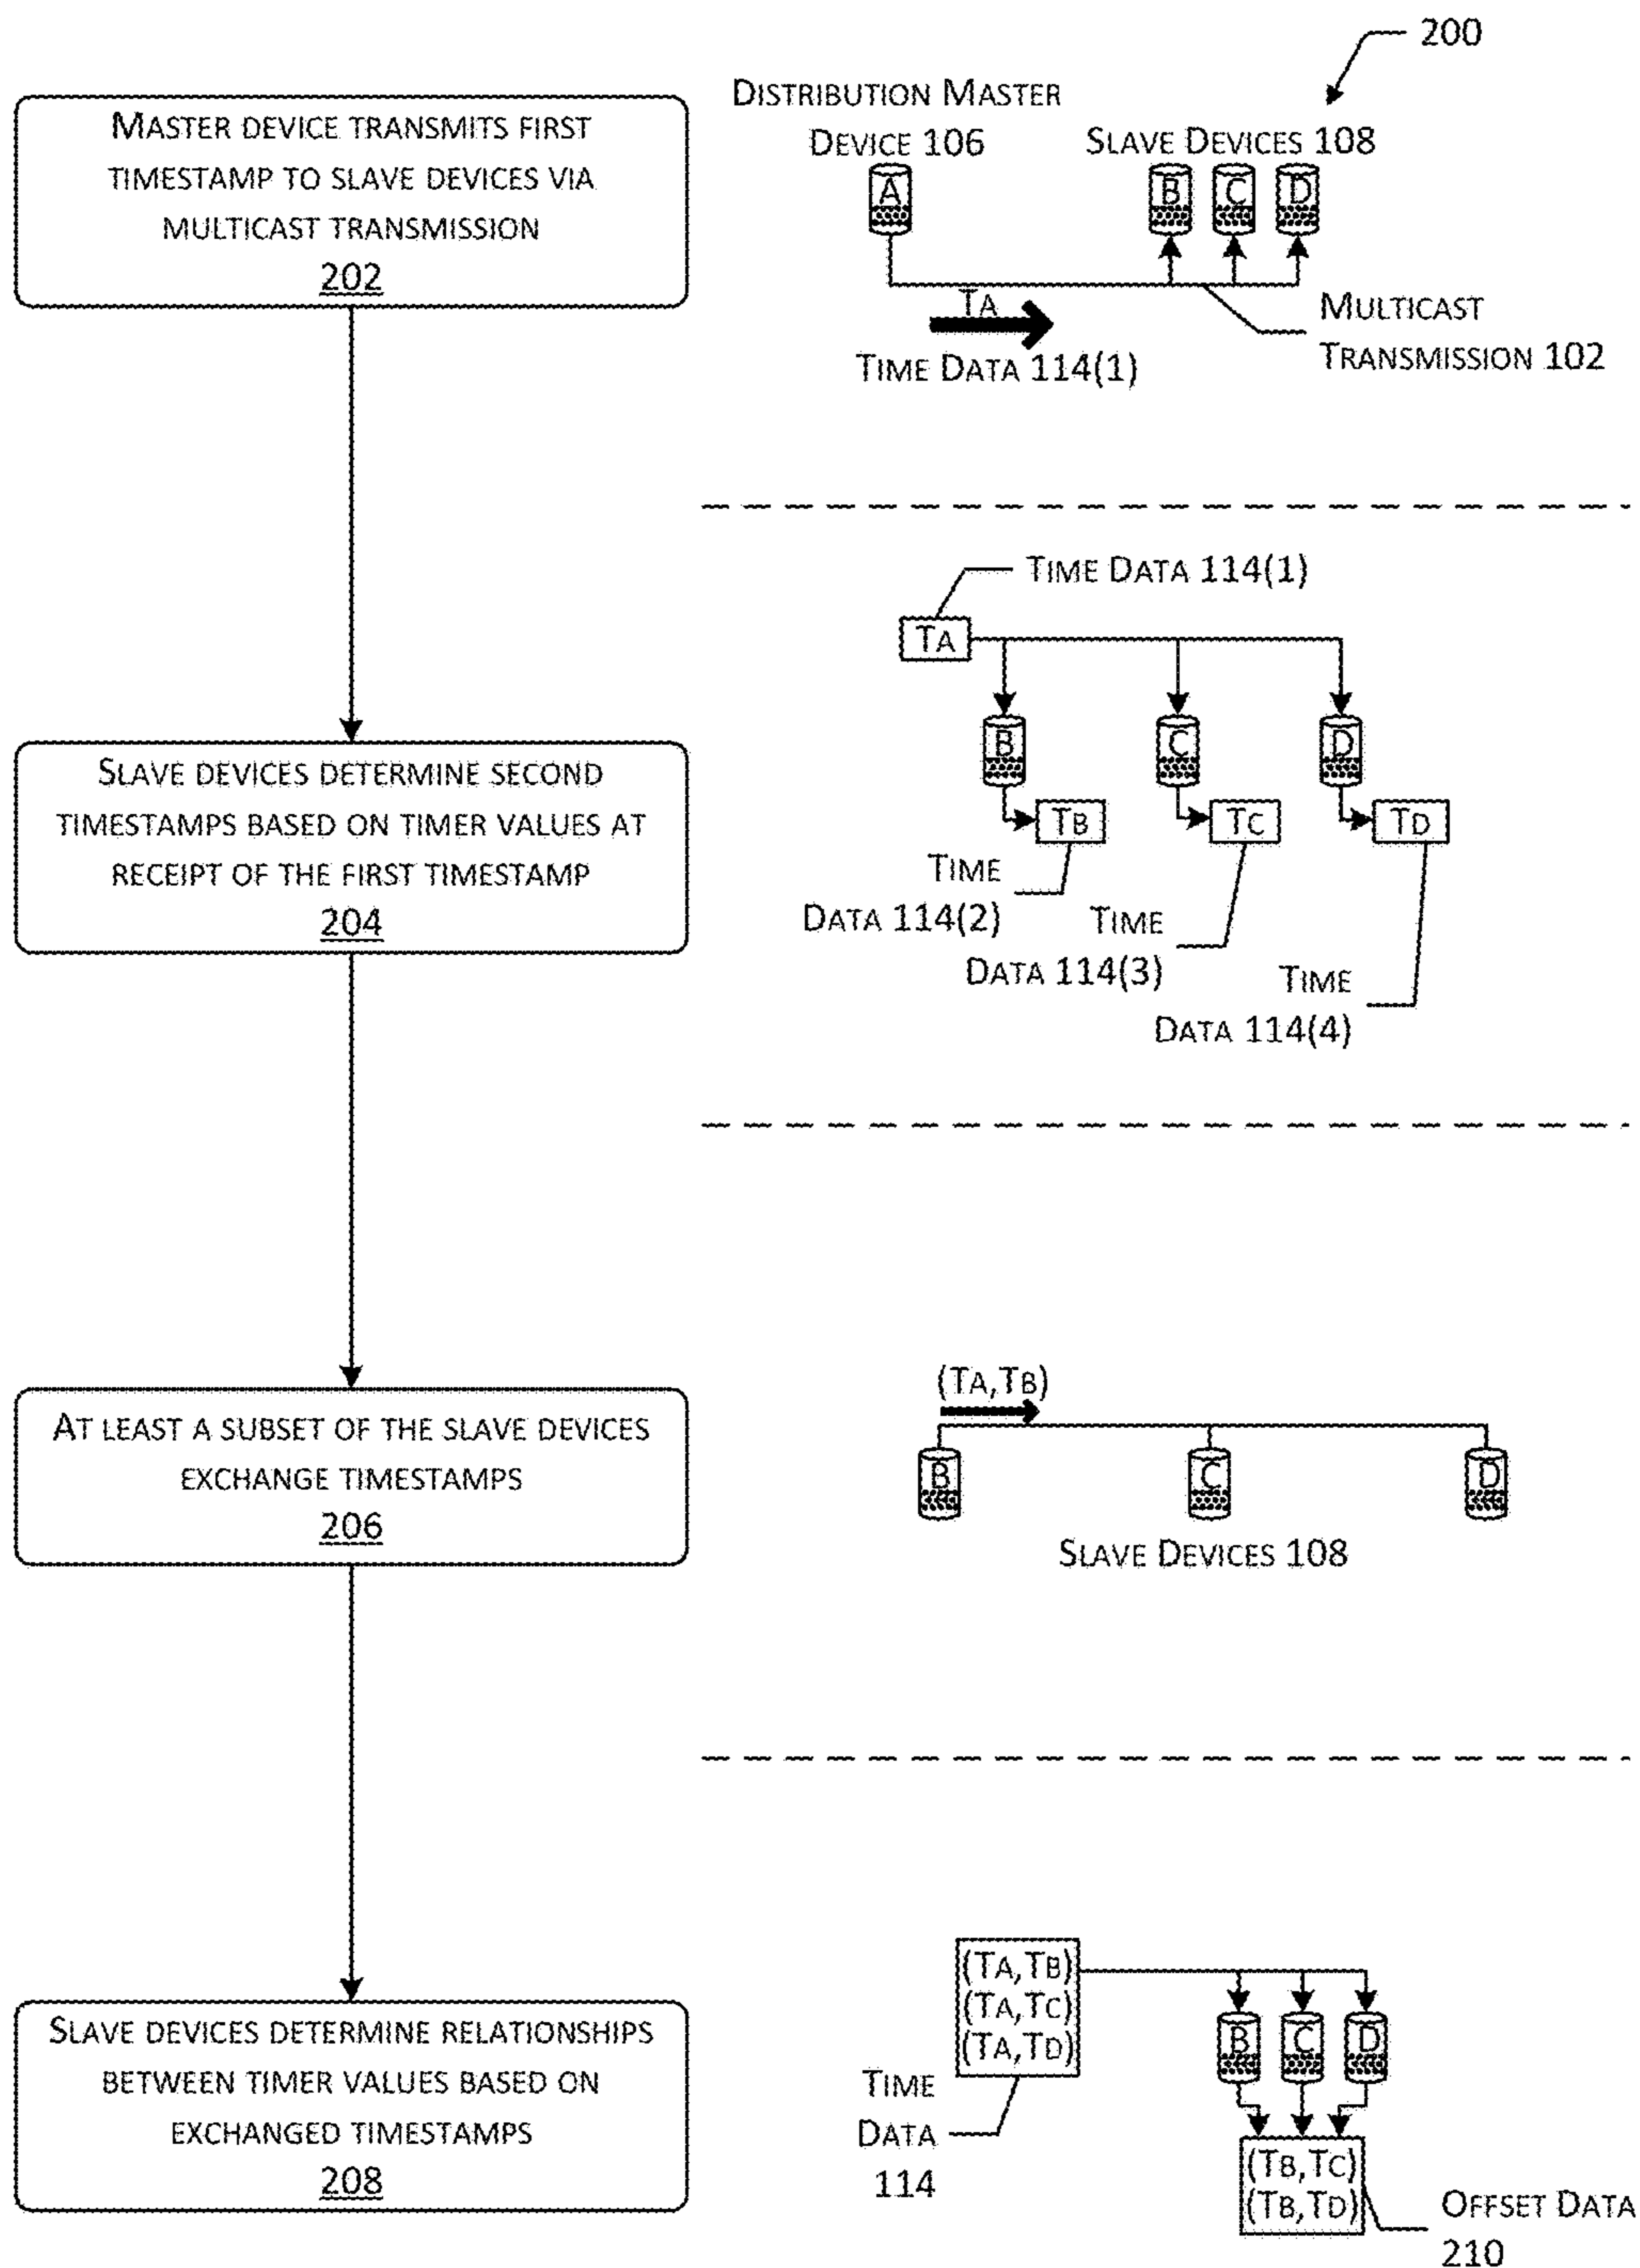 200
DISTRIBUTION MASTER
DEVICE 106
SLAVE DEVICES 108
MASTER DEVICE TRANSMITS FIRST
TIMESTAMP TO SLAVE DEVICES VIA
MULTICAST TRANSMISSION
202
A
B
C
D
TA
TIME DATA 114(1)
MULTICAST
TRANSMISSION 102
TIME DATA 114(1)
TA
B
C
D
SLAVE DEVICES DETERMINE SECOND
TIMESTAMPS BASED ON TIMER VALUES AT
RECEIPT OF THE FIRST TIMESTAMP
204
TB
TC
TD
TIME
DATA 114(2)
TIME
DATA 114(3)
TIME
DATA 114(4)
AT LEAST A SUBSET OF THE SLAVE DEVICES
EXCHANGE TIMESTAMPS
206
(TA,TB)
B
C
D
SLAVE DEVICES 108
SLAVE DEVICES DETERMINE RELATIONSHIPS
BETWEEN TIMER VALUES BASED ON
EXCHANGED TIMESTAMPS
208
(TA,TB)
(TA,TC)
(TA,TD)
TIME
DATA
114
B
C
D
(TB,TC)
(TB,TD)
OFFSET DATA
210